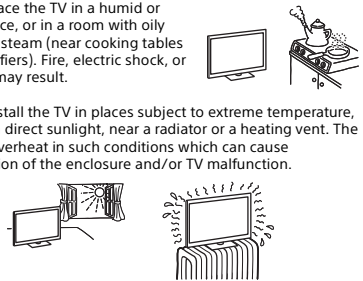 ace the TV in a humid or
ce, or in a room with oily
steam (near cooking tables
fiers). Fire, electric shock, or
may result.
stall the TV in places subject to extreme temperature,
direct sunlight, near a radiator or a heating vent. The
verheat in such conditions which can cause
ion of the enclosure and/or TV malfunction.